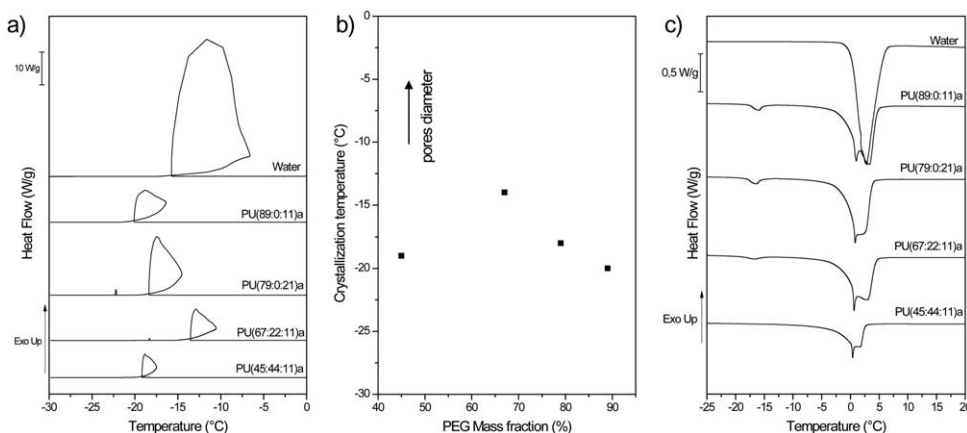 a)
10 W/g
Water
PU(89:0:11)a
PU(79:0:21)a
PU(67:22:11)a
PU(45:44:11)a
Heat Flow (W/g)
Exo Up
-30 -25 -20 -15 -10 -5 0
Temperature (°C)
b)
0
-5
-10
-15
-20
-25
-30
pores diameter
Crystallization temperature (°C)
40 50 60 70 80 90
PEG Mass fraction (%)
c)
0,5 W/g
Water
PU(89:0:11)a
PU(79:0:21)a
PU(67:22:11)a
PU(45:44:11)a
Heat Flow (W/g)
Exo Up
-25 -20 -15 -10 -5 0 5 10 15 20
Temperature (°C)